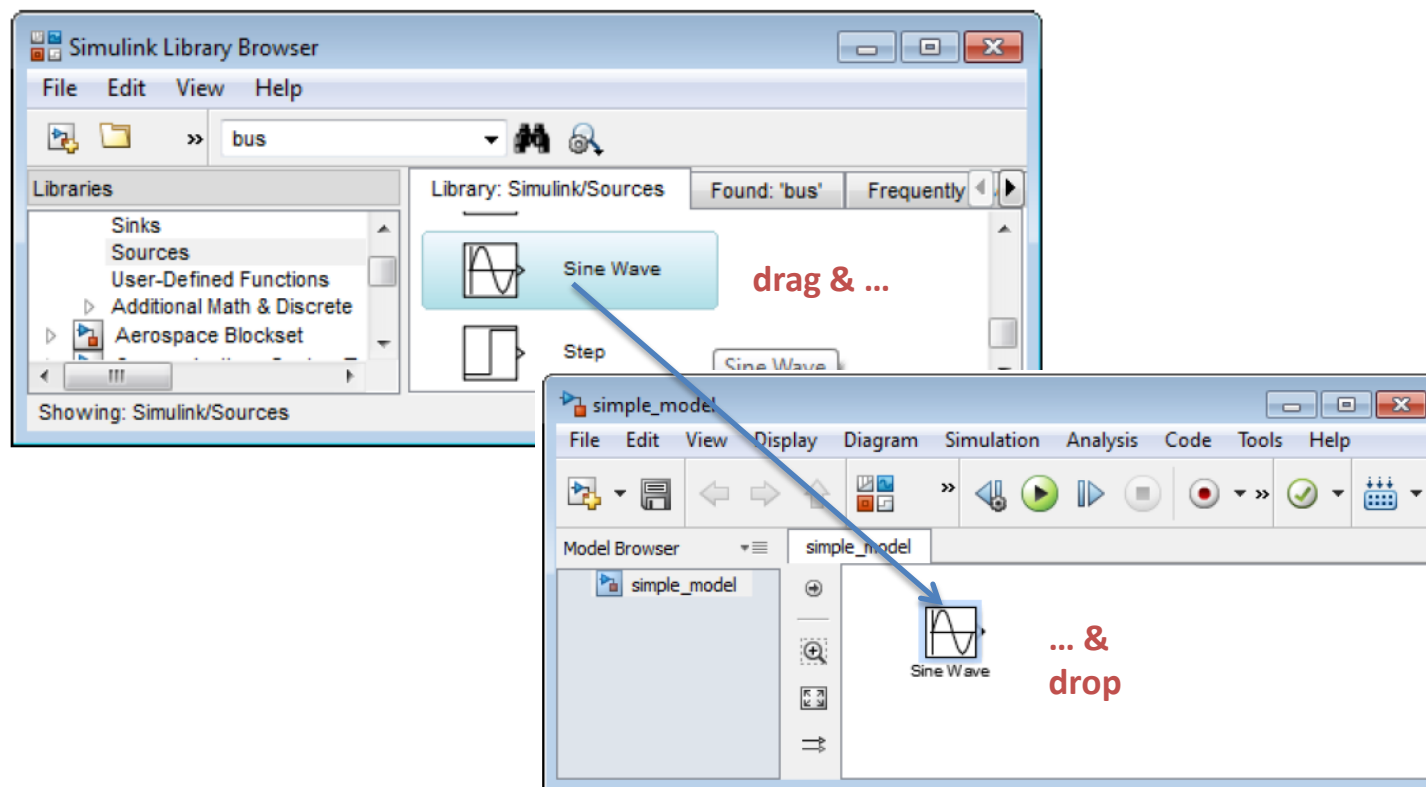 Simulink Library Browser
File Edit View Help
» bus
Libraries
Library: Simulink/Sources Found: 'bus' Frequently
Sinks
Sources
User-Defined Functions
Additional Math & Discrete
Aerospace Blockset
Sine Wave
drag & ...
Step
Sine Wave
Showing: Simulink/Sources
simple_model
File Edit View Display Diagram Simulation Analysis Code Tools Help
» »
Model Browser simple_model
simple_model
Sine Wave
... &
drop